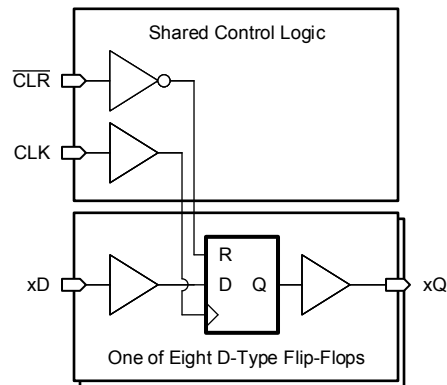 Shared Control Logic
CLR
CLK
R
xD
D Q
xQ
One of Eight D-Type Flip-Flops